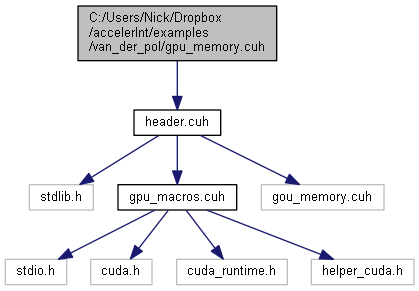 C:/Users/Nick/Dropbox
/accelerInt/examples
/van_der_pol/gpu_memory.cuh
header.cuh
stdlib.h
gpu_macros.cuh
gou_memory.cuh
stdio.h
cuda.h
cuda_runtime.h
helper_cuda.h